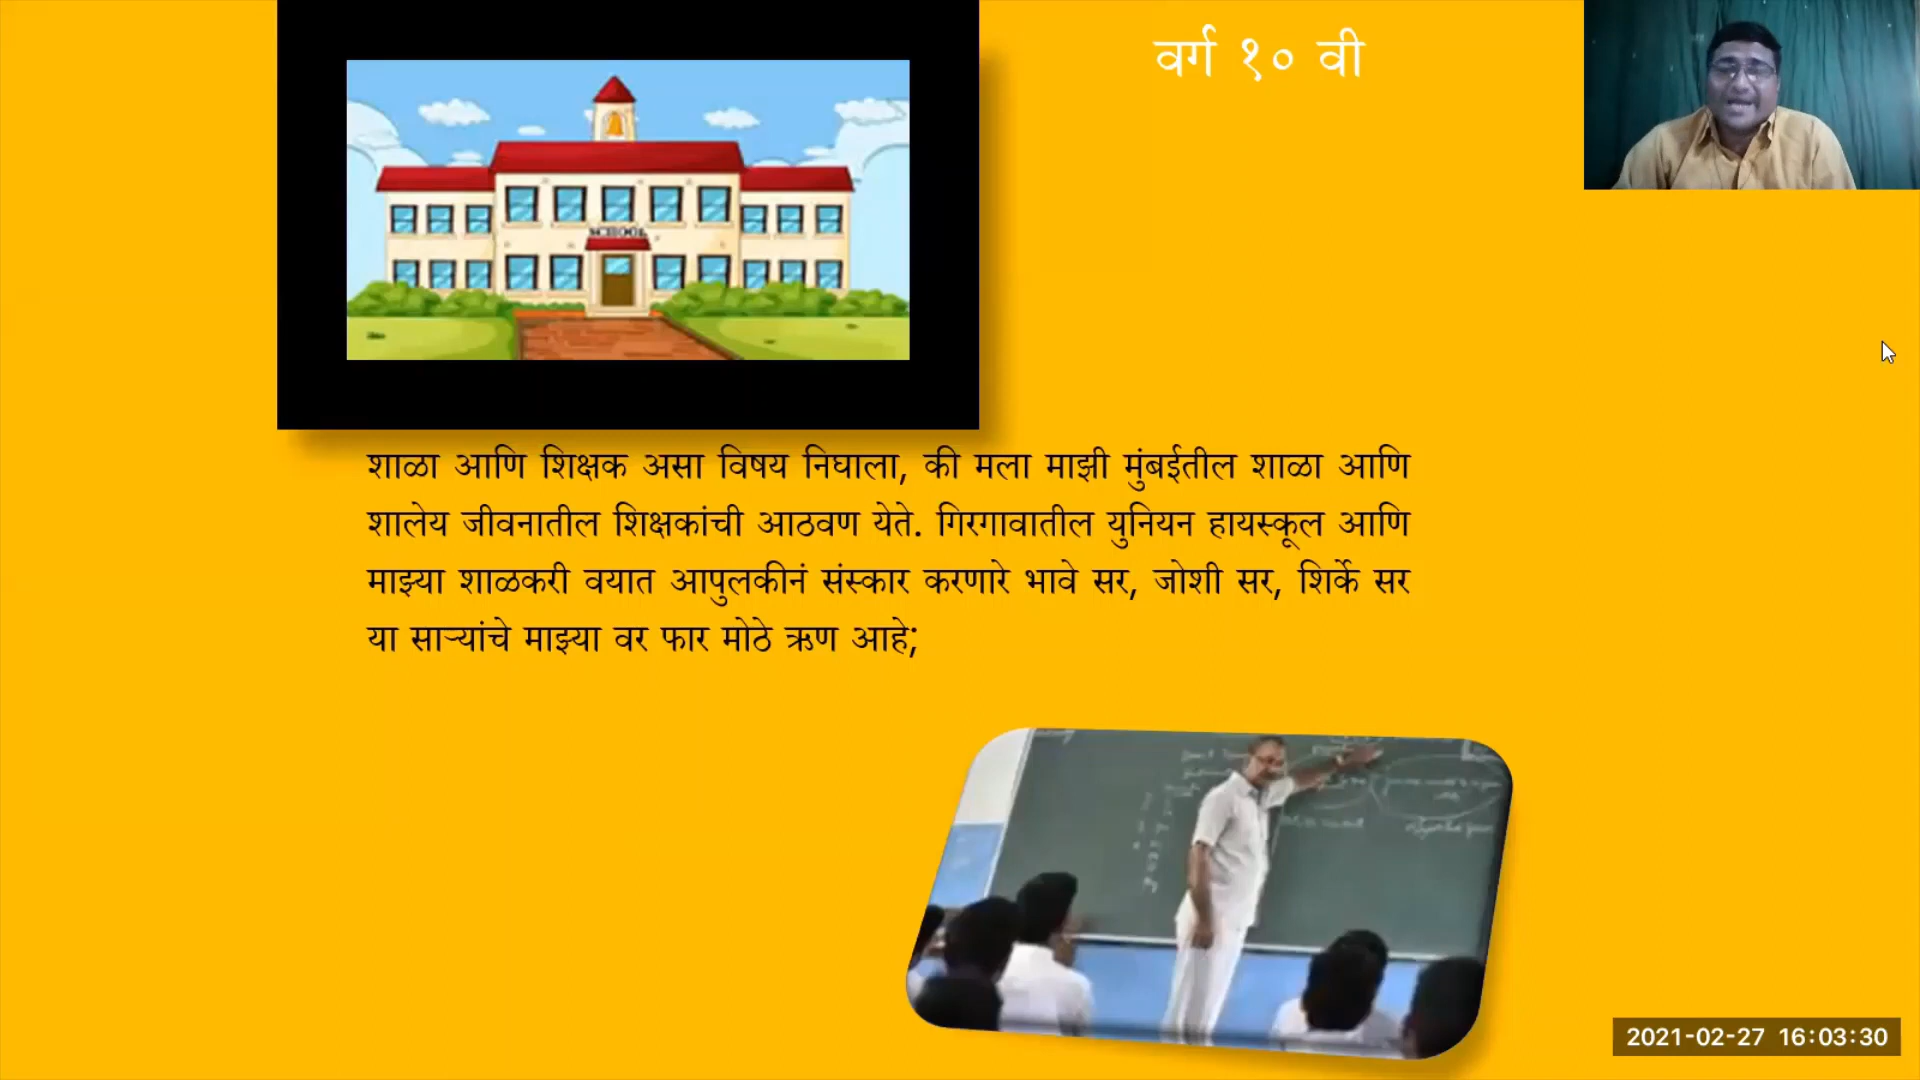 वर्ग १० वी
SCHOOL
शाळा आणि शिक्षक असा विषय निघाला, की मला माझी मुंबईतील शाळा आणि
शालेय जीवनातील शिक्षकांची आठवण येते. गिरगावातील युनियन हायस्कूल आणि
माझ्या शाळकरी वयात आपुलकीनं संस्कार करणारे भावे सर, जोशी सर, शिर्के सर
या साऱ्यांचे माझ्या वर फार मोठे ऋण आहे;
2021-02-27 16:03:30